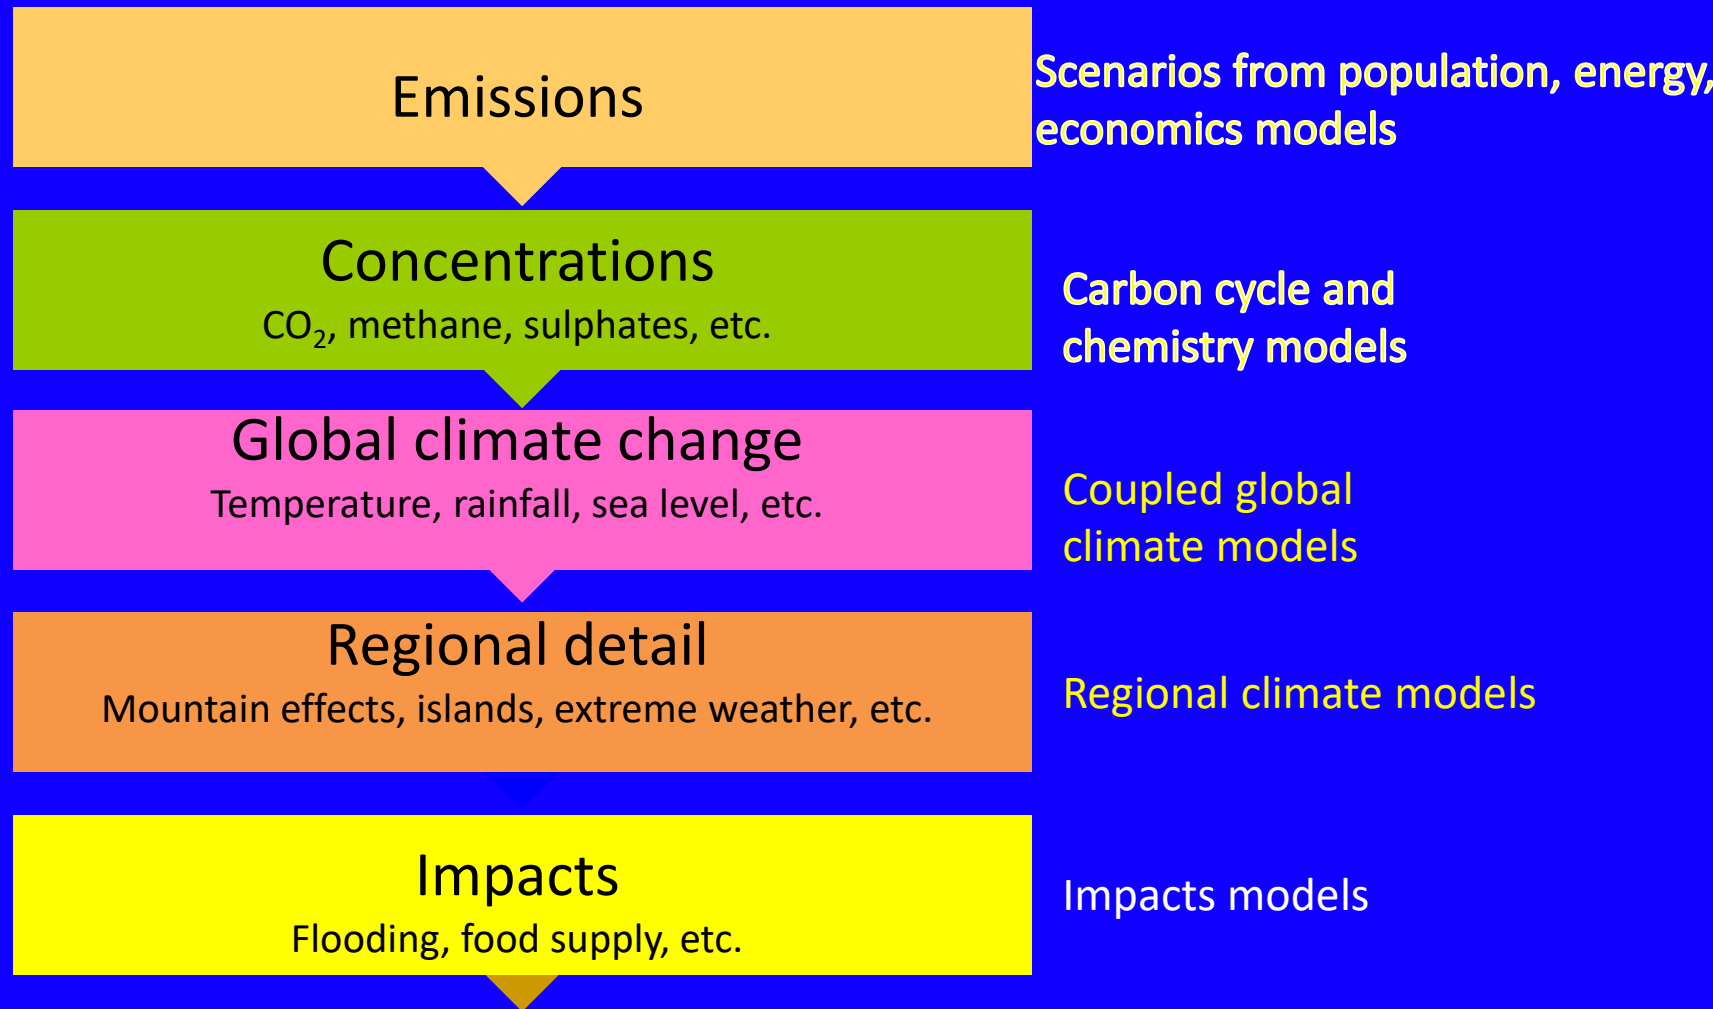 Emissions
Scenarios from population, energy,
economics models
Concentrations
CO₂, methane, sulphates, etc.
Carbon cycle and
chemistry models
Global climate change
Temperature, rainfall, sea level, etc.
Coupled global
climate models
Regional detail
Mountain effects, islands, extreme weather, etc.
Regional climate models
Impacts
Flooding, food supply, etc.
Impacts models